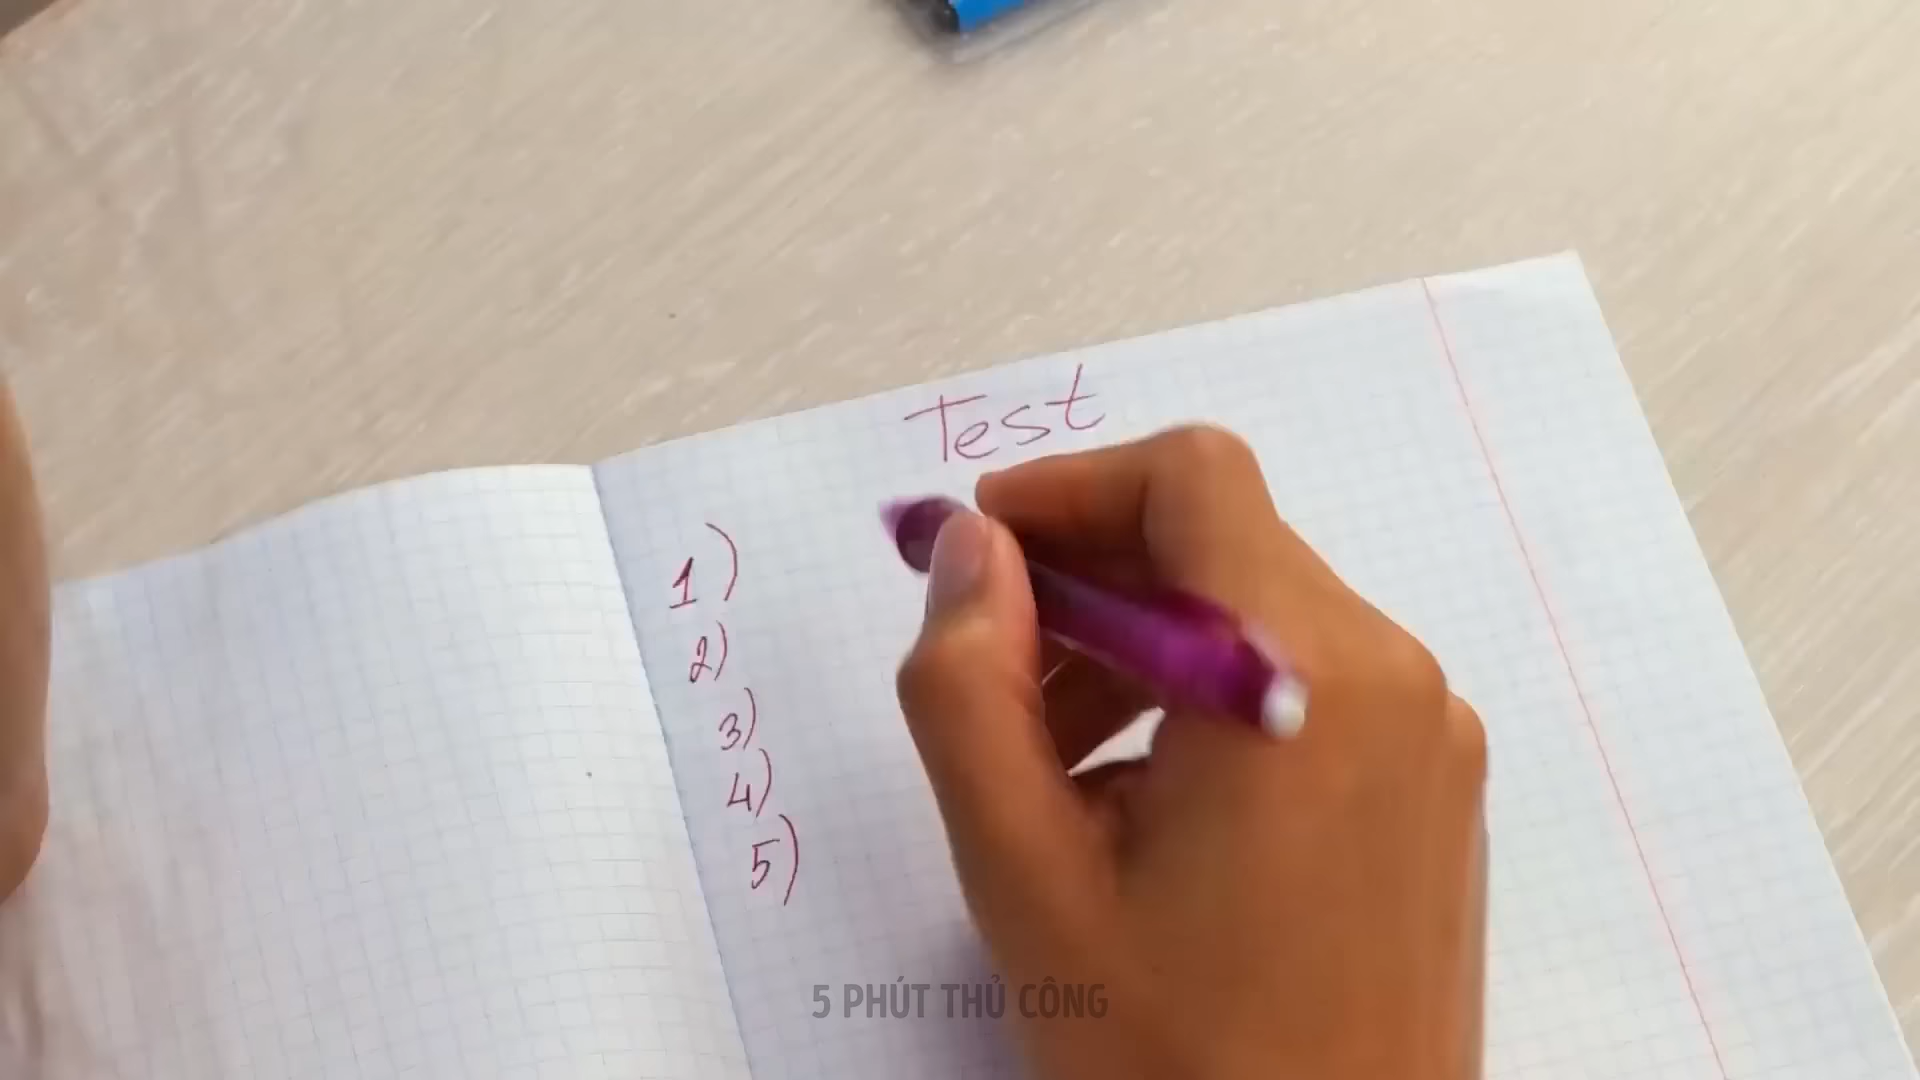 Test
1)
2)
3)
4)
5)
5 PHÚT THỦ CÔNG